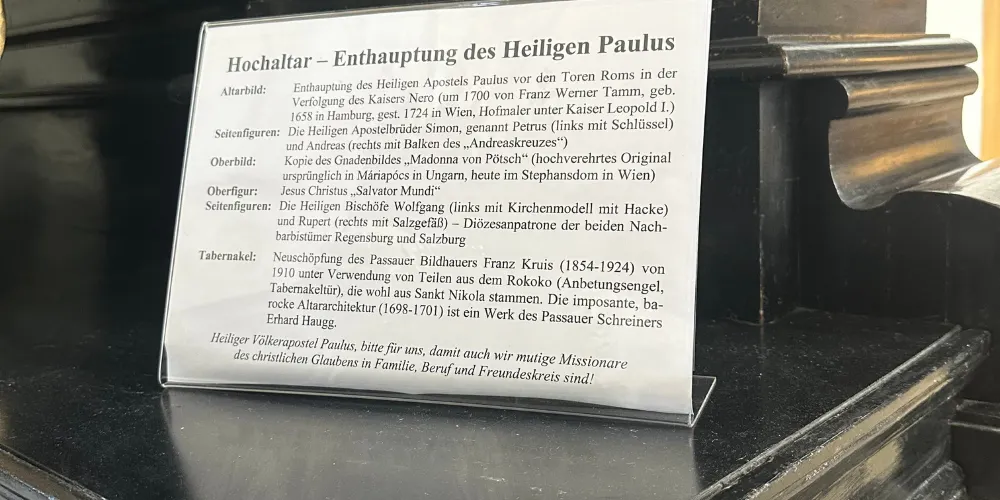 Hochaltar – Enthauptung des Heiligen Paulus
Altarbild: Enthauptung des Heiligen Apostels Paulus vor den Toren Roms in der
Verfolgung des Kaisers Nero (um 1700 von Franz Werner Tamm, geb.
1658 in Hamburg, gest. 1724 in Wien, Hofmaler unter Kaiser Leopold I.)
Seitenfiguren: Die Heiligen Apostelbrüder Simon, genannt Petrus (links mit Schlüssel)
und Andreas (rechts mit Balken des „Andreaskreuzes“)
Oberbild: Kopie des Gnadenbildes „Madonna von Pötsch“ (hochverehrtes Original
ursprünglich in Máriapócs in Ungarn, heute im Stephansdom in Wien)
Oberfigur: Jesus Christus „Salvator Mundi“
Seitenfiguren: Die Heiligen Bischöfe Wolfgang (links mit Kirchenmodell mit Hacke)
und Rupert (rechts mit Salzgefäß) – Diözesanpatrone der beiden Nach-
barbistümer Regensburg und Salzburg
Tabernakel: Neuschöpfung des Passauer Bildhauers Franz Kruis (1854-1924) von
1910 unter Verwendung von Teilen aus dem Rokoko (Anbetungsengel,
Tabernakeltür), die wohl aus Sankt Nikola stammen. Die imposante, ba-
rocke Altararchitektur (1698-1701) ist ein Werk des Passauer Schreiners
Erhard Haugg.
Heiliger Völkerapostel Paulus, bitte für uns, damit auch wir mutige Missionare
des christlichen Glaubens in Familie, Beruf und Freundeskreis sind!